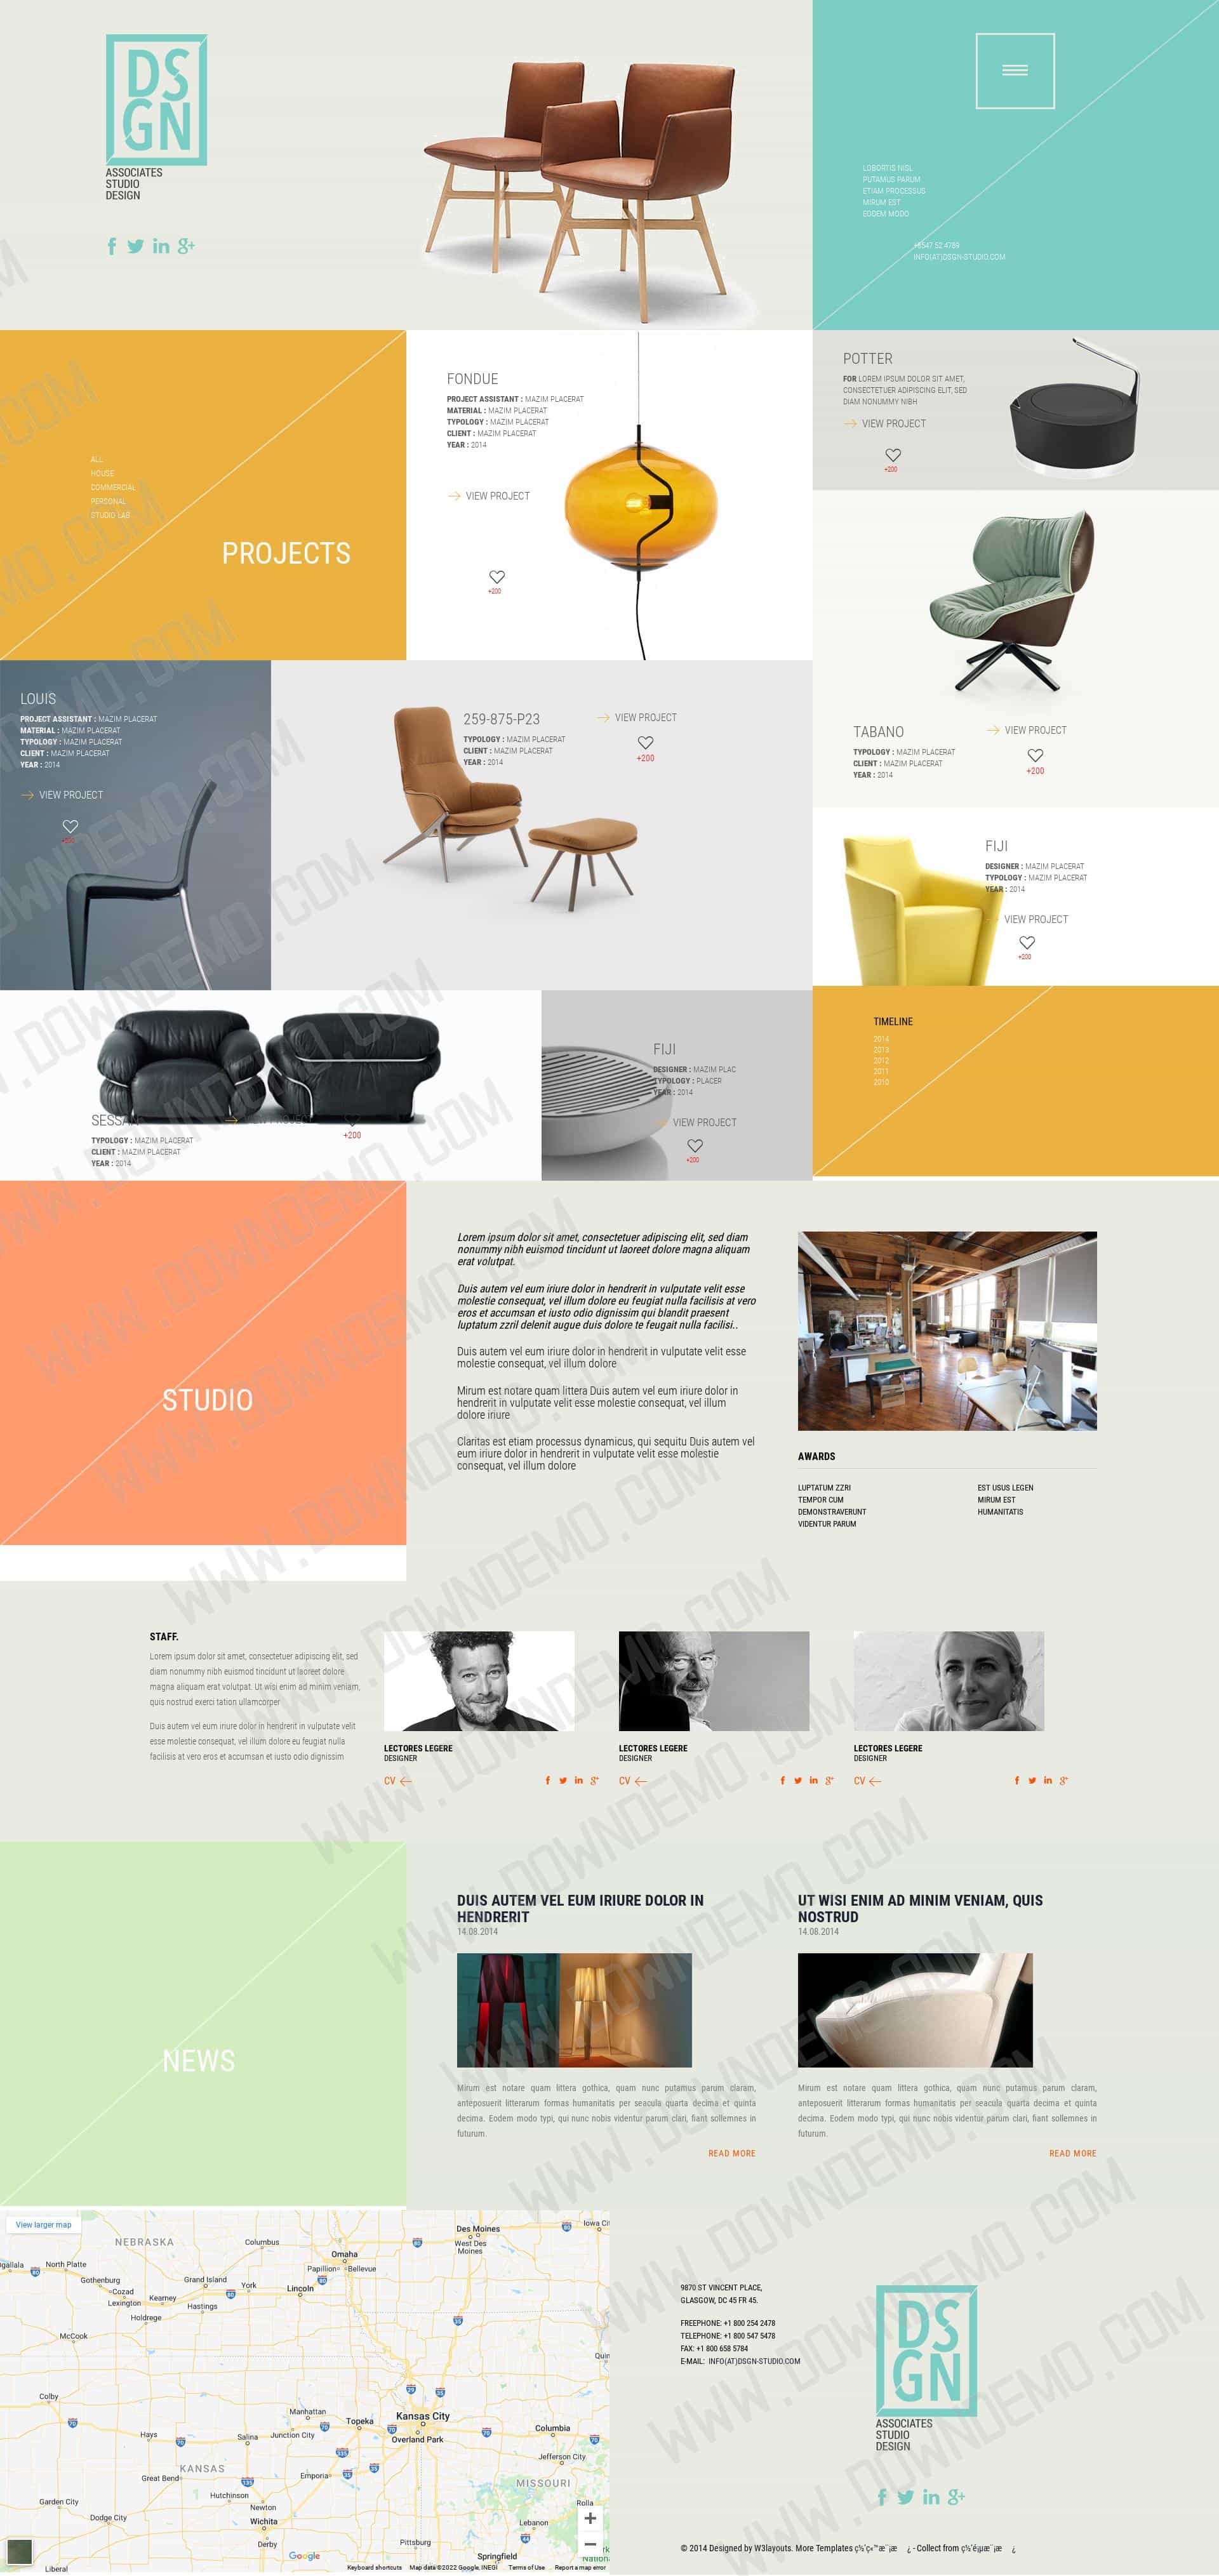 DS
GN
ASSOCIATES
STUDIO
DESIGN
LOBORTIS NISL
PUTAMUS PARUM
ETIAM PROCESSUS
MIRUM EST
EODEM MODO
+8547 52 4789
INFO(AT)DSGN-STUDIO.COM
ALL
HOUSE
COMMERCIAL
PERSONAL
STUDIO LAB
PROJECTS
FONDUE
PROJECT ASSISTANT : MAZIM PLACERAT
MATERIAL : MAZIM PLACERAT
TYPOLOGY : MAZIM PLACERAT
CLIENT : MAZIM PLACERAT
YEAR : 2014
VIEW PROJECT
+200
POTTER
FOR LOREM IPSUM DOLOR SIT AMET,
CONSECTETUER ADIPISCING ELIT, SED
DIAM NONUMMY NIBH
VIEW PROJECT
+200
TABANO
TYPOLOGY : MAZIM PLACERAT
CLIENT : MAZIM PLACERAT
YEAR : 2014
VIEW PROJECT
+200
LOUIS
PROJECT ASSISTANT : MAZIM PLACERAT
MATERIAL : MAZIM PLACERAT
TYPOLOGY : MAZIM PLACERAT
CLIENT : MAZIM PLACERAT
YEAR : 2014
VIEW PROJECT
+200
259-875-P23
TYPOLOGY : MAZIM PLACERAT
CLIENT : MAZIM PLACERAT
YEAR : 2014
VIEW PROJECT
+200
FIJI
DESIGNER : MAZIM PLACERAT
TYPOLOGY : MAZIM PLACERAT
YEAR : 2014
VIEW PROJECT
+200
SESSAN
TYPOLOGY : MAZIM PLACERAT
CLIENT : MAZIM PLACERAT
YEAR : 2014
VIEW PROJECT
+200
FIJI
DESIGNER : MAZIM PLAC
TYPOLOGY : PLACER
YEAR : 2014
VIEW PROJECT
+200
TIMELINE
2014
2013
2012
2011
2010
STUDIO
Lorem ipsum dolor sit amet, consectetuer adipiscing elit, sed diam
nonummy nibh euismod tincidunt ut laoreet dolore magna aliquam
erat volutpat.
Duis autem vel eum iriure dolor in hendrerit in vulputate velit esse
molestie consequat, vel illum dolore eu feugiat nulla facilisis at vero
eros et accumsan et iusto odio dignissim qui blandit praesent
luptatum zzril delenit augue duis dolore te feugait nulla facilisi..
Duis autem vel eum iriure dolor in hendrerit in vulputate velit esse
molestie consequat, vel illum dolore
Mirum est notare quam littera Duis autem vel eum iriure dolor in
hendrerit in vulputate velit esse molestie consequat, vel illum
dolore iriure
Claritas est etiam processus dynamicus, qui sequitu Duis autem vel
eum iriure dolor in hendrerit in vulputate velit esse molestie
consequat, vel illum dolore
AWARDS
LUPTATUM ZZRI
TEMPOR CUM
DEMONSTRAVERUNT
VIDENTUR PARUM
EST USUS LEGEN
MIRUM EST
HUMANITATIS
STAFF.
Lorem ipsum dolor sit amet, consectetuer adipiscing elit, sed
diam nonummy nibh euismod tincidunt ut laoreet dolore
magna aliquam erat volutpat. Ut wisi enim ad minim veniam,
quis nostrud exerci tation ullamcorper
Duis autem vel eum iriure dolor in hendrerit in vulputate velit
esse molestie consequat, vel illum dolore eu feugiat nulla
facilisis at vero eros et accumsan et iusto odio dignissim
LECTORES LEGERE
DESIGNER
CV
LECTORES LEGERE
DESIGNER
CV
LECTORES LEGERE
DESIGNER
CV
NEWS
DUIS AUTEM VEL EUM IRIURE DOLOR IN
HENDRERIT
14.08.2014
Mirum est notare quam littera gothica, quam nunc putamus parum claram,
anteposuerit litterarum formas humanitatis per seacula quarta decima et quinta
decima. Eodem modo typi, qui nunc nobis videntur parum clari, fiant sollemnes in
futurum.
READ MORE
UT WISI ENIM AD MINIM VENIAM, QUIS
NOSTRUD
14.08.2014
Mirum est notare quam littera gothica, quam nunc putamus parum claram,
anteposuerit litterarum formas humanitatis per seacula quarta decima et quinta
decima. Eodem modo typi, qui nunc nobis videntur parum clari, fiant sollemnes in
futurum.
READ MORE
View larger map
NEBRASKA
Columbus
Des Moines
West Des
Moines
Iowa Cit
Omaha
Papillion
Bellevue
North Platte
Gothenburg
Cozad
Lexington
Grand Island
York
Lincoln
Kearney
Hastings
Holdrege
McCook
Quin
Colby
Manhattan
Kansas City
Topeka
Overland Park
Columbia
Hays
Salina
Junction City
Jefferson City
KANSAS
Great Bend
Emporia
MISSOURI
Hutchinson
Garden City
Newton
Rolla
Dodge City
Wichita
Lebanon
Derby
Pittsburg
Springfield
Liberal
Google
Keyboard shortcuts Map data ©2022 Google, INEGI Terms of Use Report a map error
9870 ST VINCENT PLACE,
GLASGOW, DC 45 FR 45.
FREEPHONE: +1 800 254 2478
TELEPHONE: +1 800 547 5478
FAX: +1 800 658 5784
E-MAIL: INFO(AT)DSGN-STUDIO.COM
DS
GN
ASSOCIATES
STUDIO
DESIGN
© 2014 Designed by W3layouts. More Templates - Collect from
WWW.DOWNDEMO.COM